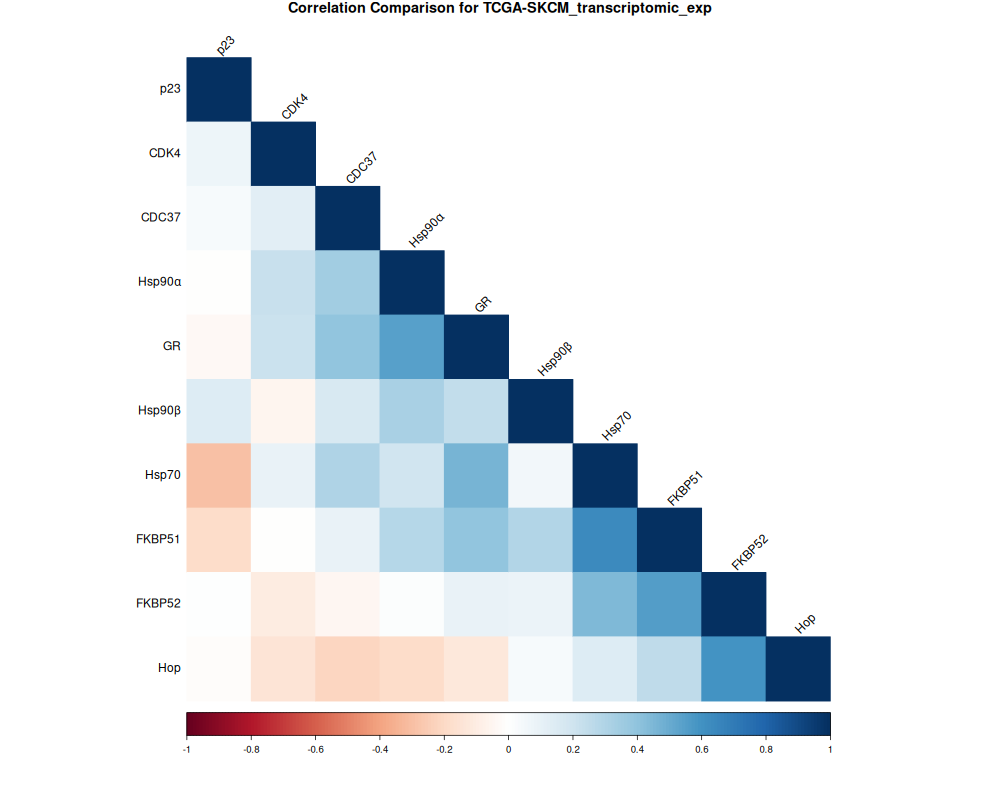 Correlation Comparison for TCGA-SKCM_transcriptomic_exp
p23
CDK4
CDC37
Hsp90α
GR
Hsp90β
Hsp70
FKBP51
FKBP52
Hop
p23
CDK4
CDC37
Hsp90α
GR
Hsp90β
Hsp70
FKBP51
FKBP52
Hop
-1 -0.8 -0.6 -0.4 -0.2 0 0.2 0.4 0.6 0.8 1